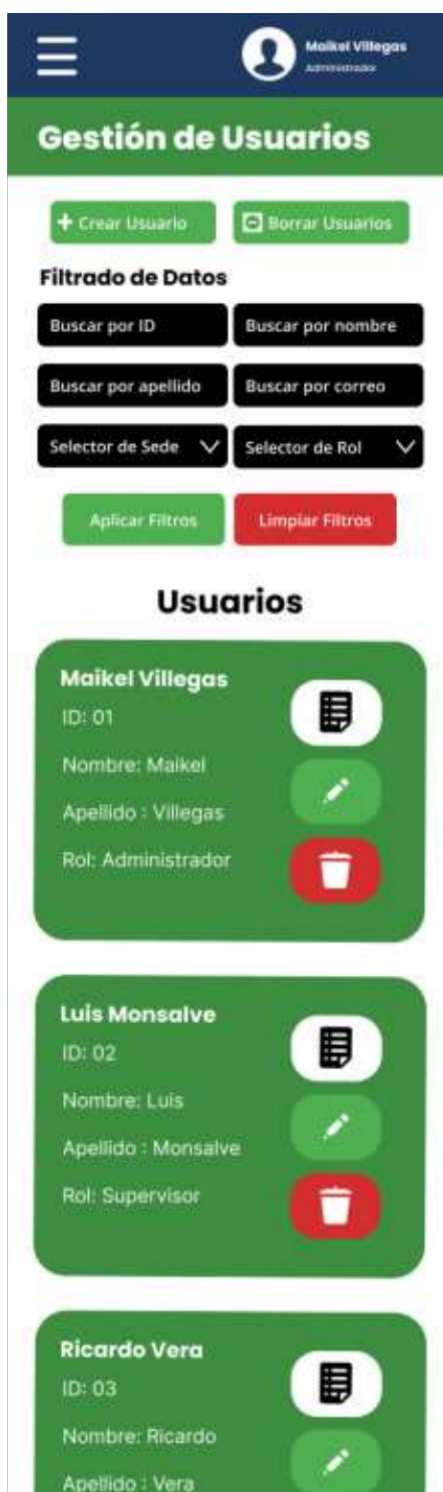 Maikel Villegas
Administrador
Gestión de Usuarios
+ Crear Usuario
Borrar Usuarios
Filtrado de Datos
Buscar por ID
Buscar por nombre
Buscar por apellido
Buscar por correo
Selector de Sede
Selector de Rol
Aplicar Filtros
Limpiar Filtros
Usuarios
Maikel Villegas
ID: 01
Nombre: Maikel
Apellido : Villegas
Rol: Administrador
Luis Monsalve
ID: 02
Nombre: Luis
Apellido : Monsalve
Rol: Supervisor
Ricardo Vera
ID: 03
Nombre: Ricardo
Apellido : Vera